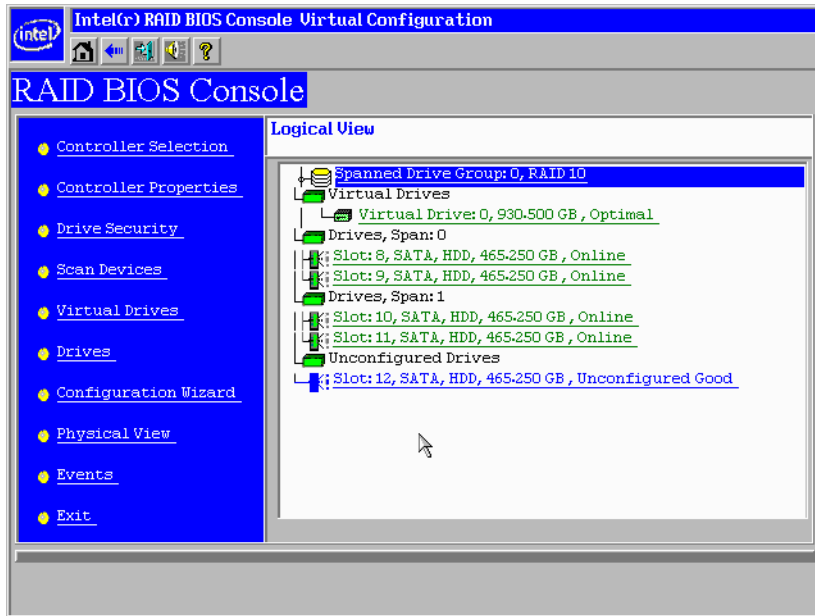 Intel(r) RAID BIOS Console Virtual Configuration
intel
?
RAID BIOS Console
Controller Selection
Controller Properties
Drive Security
Scan Devices
Virtual Drives
Drives
Configuration Wizard
Physical View
Events
Exit
Logical View
Spanned Drive Group: 0, RAID 10
Virtual Drives
Virtual Drive: 0, 930.500 GB, Optimal
Drives, Span: 0
Slot: 8, SATA, HDD, 465.250 GB, Online
Slot: 9, SATA, HDD, 465.250 GB, Online
Drives, Span: 1
Slot: 10, SATA, HDD, 465.250 GB, Online
Slot: 11, SATA, HDD, 465.250 GB, Online
Unconfigured Drives
Slot: 12, SATA, HDD, 465.250 GB, Unconfigured Good